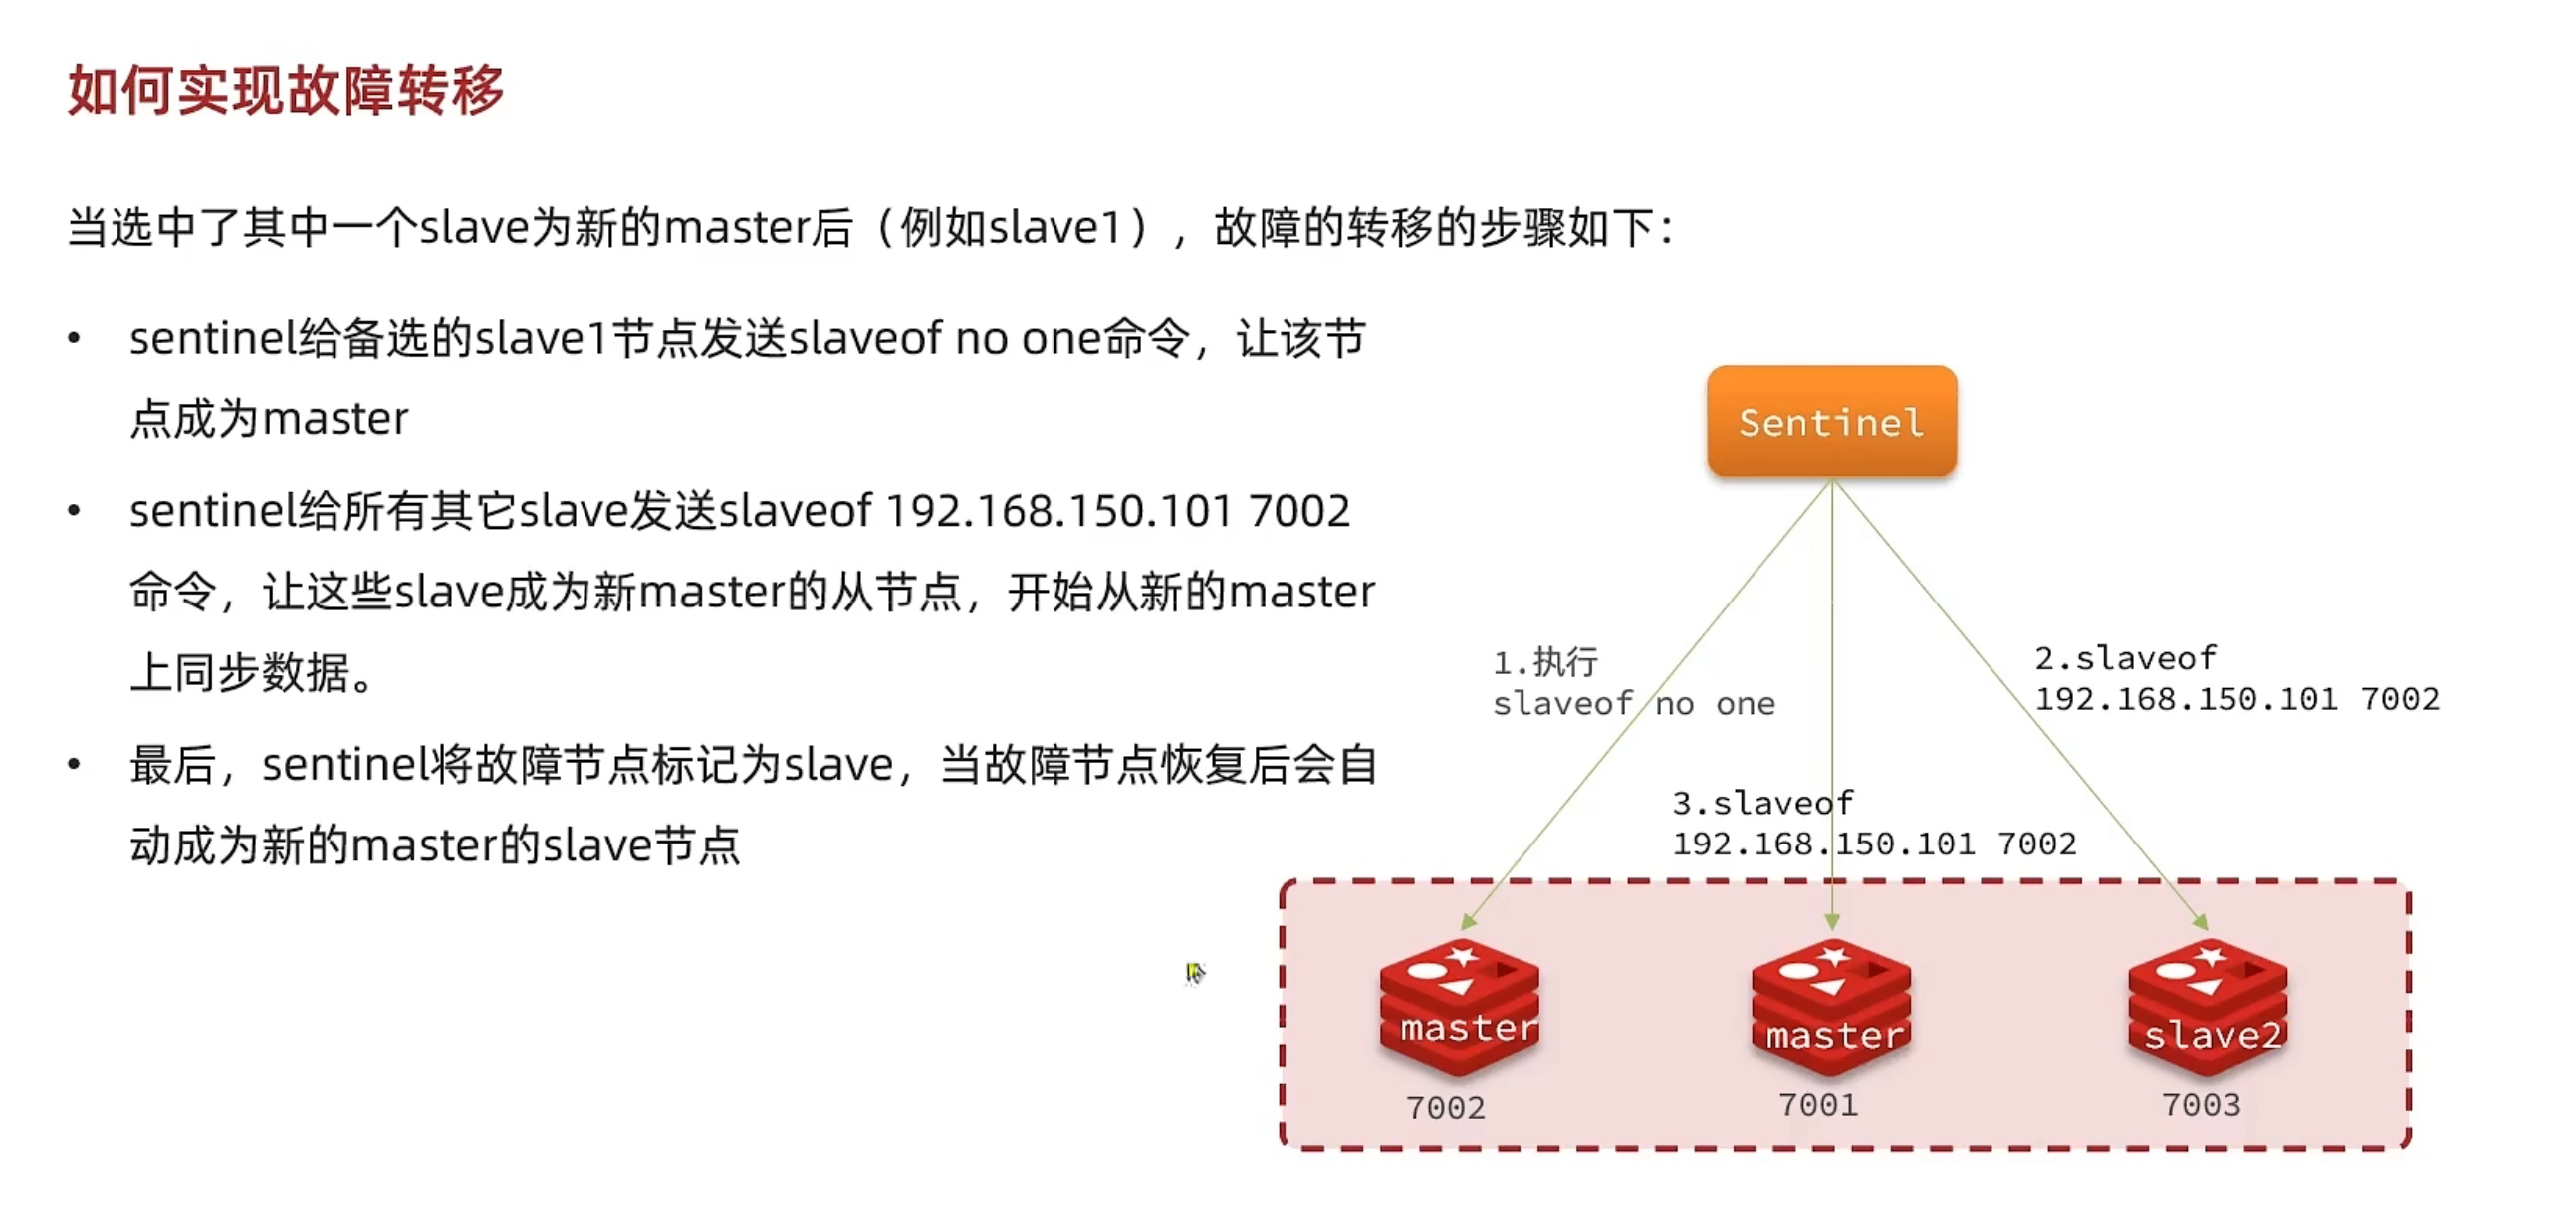 如何实现故障转移
当选中了其中一个slave为新的master后（例如slave1），故障的转移的步骤如下：
• sentinel给备选的slave1节点发送slaveof no one命令，让该节
点成为master
• sentinel给所有其它slave发送slaveof 192.168.150.101 7002
命令，让这些slave成为新master的从节点，开始从新的master
上同步数据。
• 最后，sentinel将故障节点标记为slave，当故障节点恢复后会自
动成为新的master的slave节点
Sentinel
1.执行
slaveof no one
2.slaveof
192.168.150.101 7002
3.slaveof
192.168.150.101 7002
master
master
slave2
7002
7001
7003